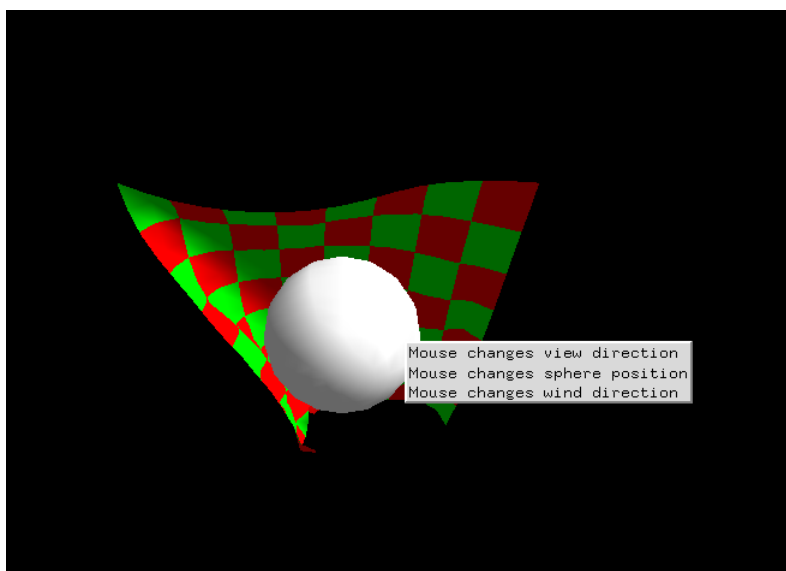 Mouse changes view direction
Mouse changes sphere position
Mouse changes wind direction